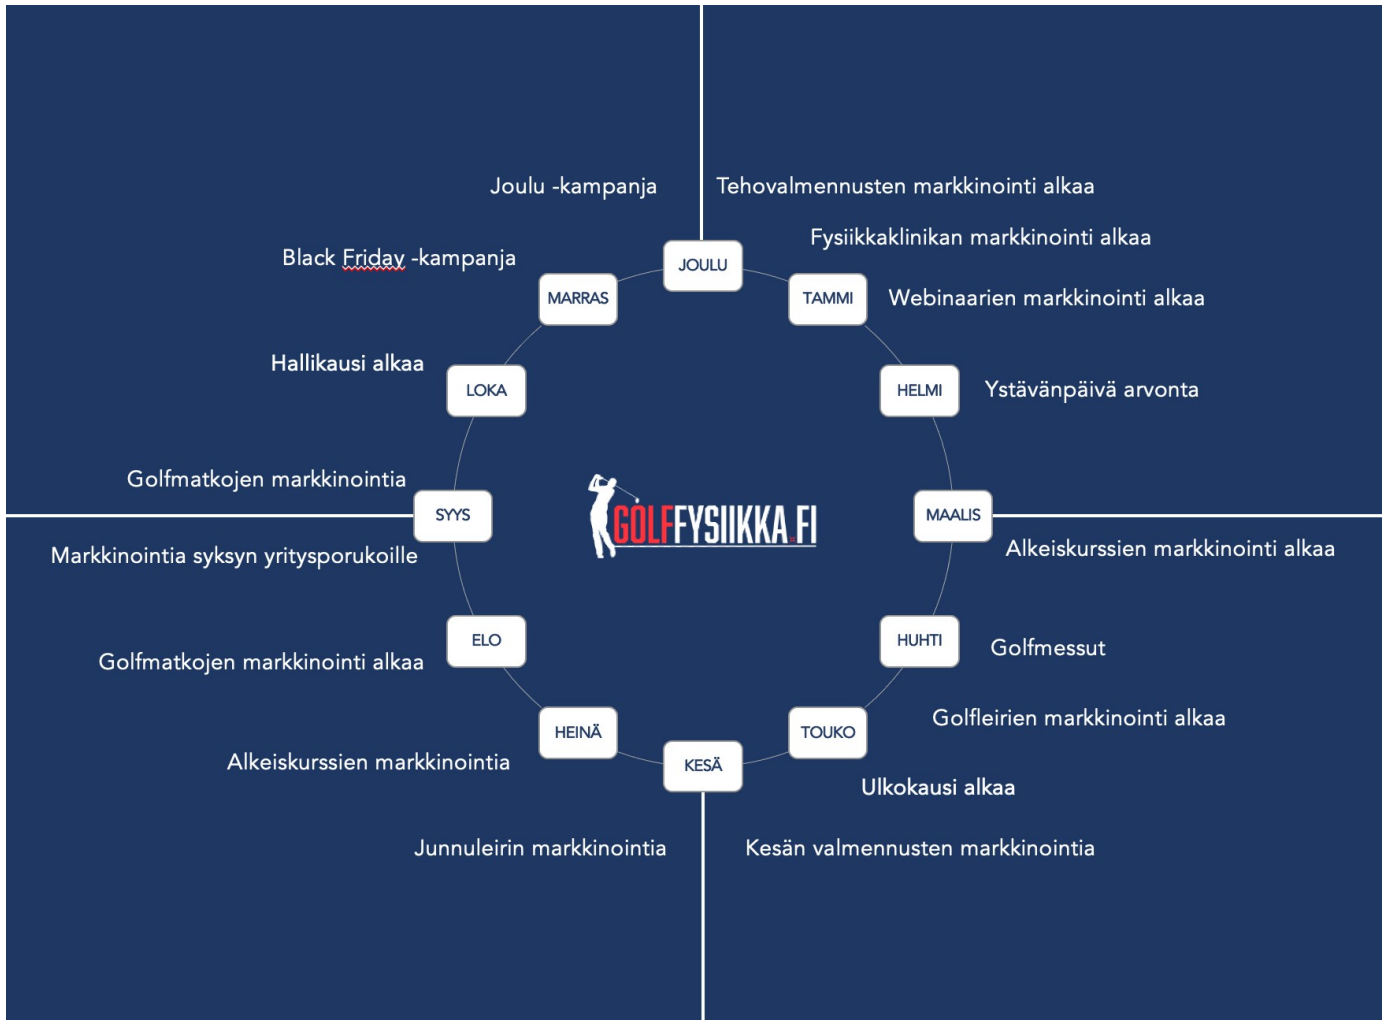 Joulu -kampanja
Tehovalmennusten markkinointi alkaa
Fysiikkaklinikan markkinointi alkaa
Black Friday -kampanja
JOULU
MARRAS
TAMMI
Webinaarien markkinointi alkaa
Hallikausi alkaa
LOKA
HELMI
Ystävänpäivä arvonta
Golfmatkojen markkinointia
SYYS
GOLFFYSIIKKA.FI
MAALIS
Markkinointia syksyn yritysporukoille
Alkeiskurssien markkinointi alkaa
ELO
HUHTI
Golfmessut
Golfmatkojen markkinointi alkaa
Golfleirien markkinointi alkaa
HEINÄ
TOUKO
Alkeiskurssien markkinointia
KESÄ
Ulkokausi alkaa
Junnuleirin markkinointia
Kesän valmennusten markkinointia